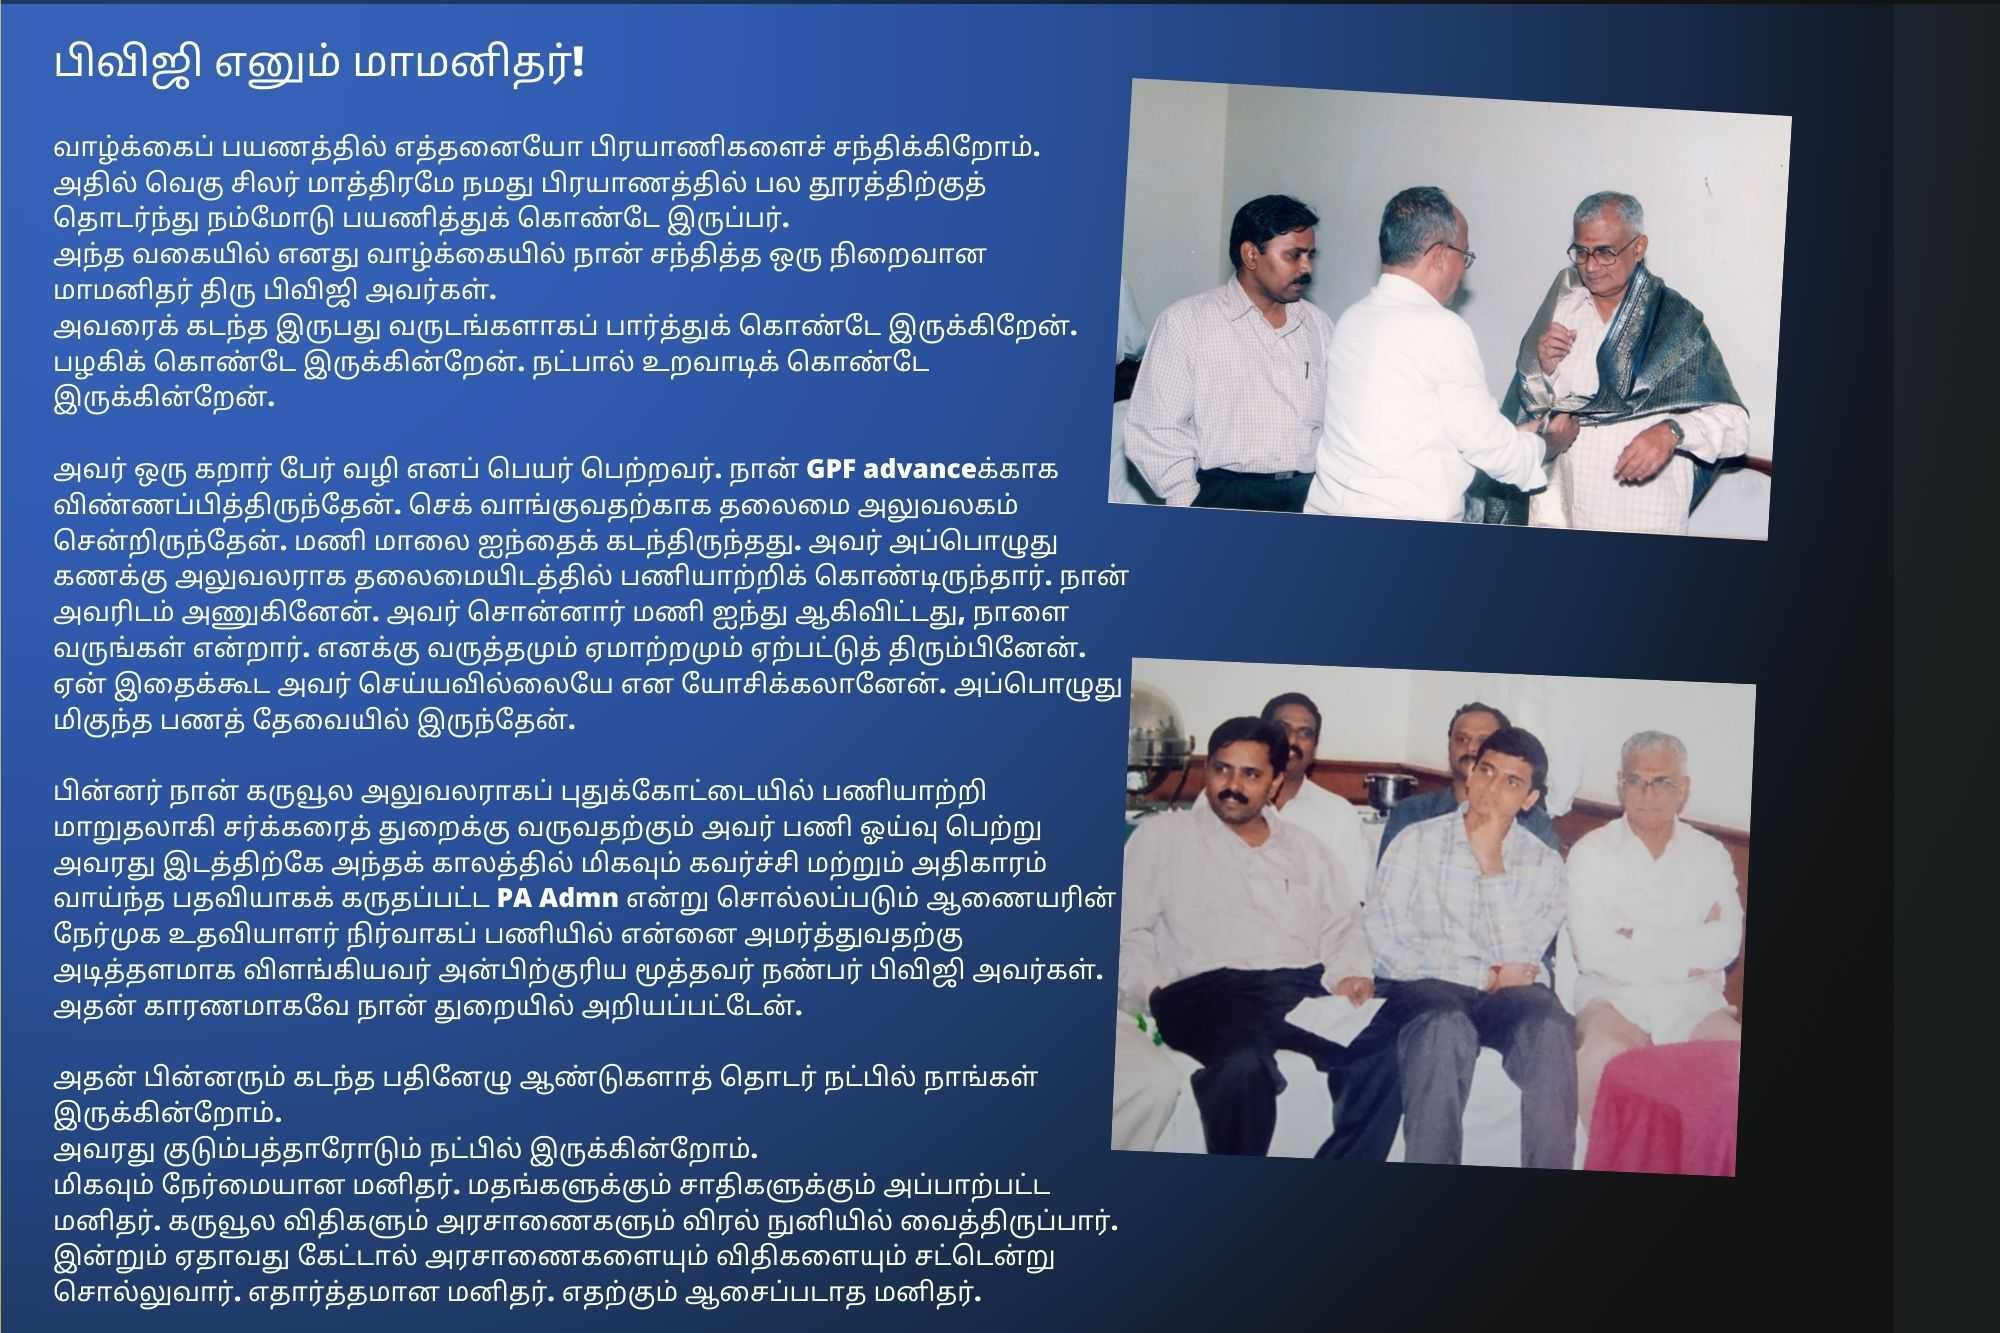 பிவிஜி எனும் மாமனிதர்!
வாழ்க்கைப் பயணத்தில் எத்தனையோ பிரயாணிகளைச் சந்திக்கிறோம்.
அதில் வெகு சிலர் மாத்திரமே நமது பிரயாணத்தில் பல தூரத்திற்குத்
தொடர்ந்து நம்மோடு பயணித்துக் கொண்டே இருப்பர்.
அந்த வகையில் எனது வாழ்க்கையில் நான் சந்தித்த ஒரு நிறைவான
மாமனிதர் திரு பிவிஜி அவர்கள்.
அவரைக் கடந்த இருபது வருடங்களாகப் பார்த்துக் கொண்டே இருக்கிறேன்.
பழகிக் கொண்டே இருக்கின்றேன். நட்பால் உறவாடிக் கொண்டே
இருக்கின்றேன்.
அவர் ஒரு கறார் பேர் வழி எனப் பெயர் பெற்றவர். நான் GPF advanceக்காக
விண்ணப்பித்திருந்தேன். செக் வாங்குவதற்காக தலைமை அலுவலகம்
சென்றிருந்தேன். மணி மாலை ஐந்தைக் கடந்திருந்தது. அவர் அப்பொழுது
கணக்கு அலுவலராக தலைமையிடத்தில் பணியாற்றிக் கொண்டிருந்தார். நான்
அவரிடம் அணுகினேன். அவர் சொன்னார் மணி ஐந்து ஆகிவிட்டது, நாளை
வருங்கள் என்றார். எனக்கு வருத்தமும் ஏமாற்றமும் ஏற்பட்டுத் திரும்பினேன்.
ஏன் இதைக்கூட அவர் செய்யவில்லையே என யோசிக்கலானேன். அப்பொழுது
மிகுந்த பணத் தேவையில் இருந்தேன்.
பின்னர் நான் கருவூல அலுவலராகப் புதுக்கோட்டையில் பணியாற்றி
மாறுதலாகி சர்க்கரைத் துறைக்கு வருவதற்கும் அவர் பணி ஓய்வு பெற்று
அவரது இடத்திற்கே அந்தக் காலத்தில் மிகவும் கவர்ச்சி மற்றும் அதிகாரம்
வாய்ந்த பதவியாகக் கருதப்பட்ட PA Admn என்று சொல்லப்படும் ஆணையரின்
நேர்முக உதவியாளர் நிர்வாகப் பணியில் என்னை அமர்த்துவதற்கு
அடித்தளமாக விளங்கியவர் அன்பிற்குரிய மூத்தவர் நண்பர் பிவிஜி அவர்கள்.
அதன் காரணமாகவே நான் துறையில் அறியப்பட்டேன்.
அதன் பின்னரும் கடந்த பதினேழு ஆண்டுகளாத் தொடர் நட்பில் நாங்கள்
இருக்கின்றோம்.
அவரது குடும்பத்தாரோடும் நட்பில் இருக்கின்றோம்.
மிகவும் நேர்மையான மனிதர். மதங்களுக்கும் சாதிகளுக்கும் அப்பாற்பட்ட
மனிதர். கருவூல விதிகளும் அரசாணைகளும் விரல் நுனியில் வைத்திருப்பார்.
இன்றும் ஏதாவது கேட்டால் அரசாணைகளையும் விதிகளையும் சட்டென்று
சொல்லுவார். எதார்த்தமான மனிதர். எதற்கும் ஆசைப்படாத மனிதர்.